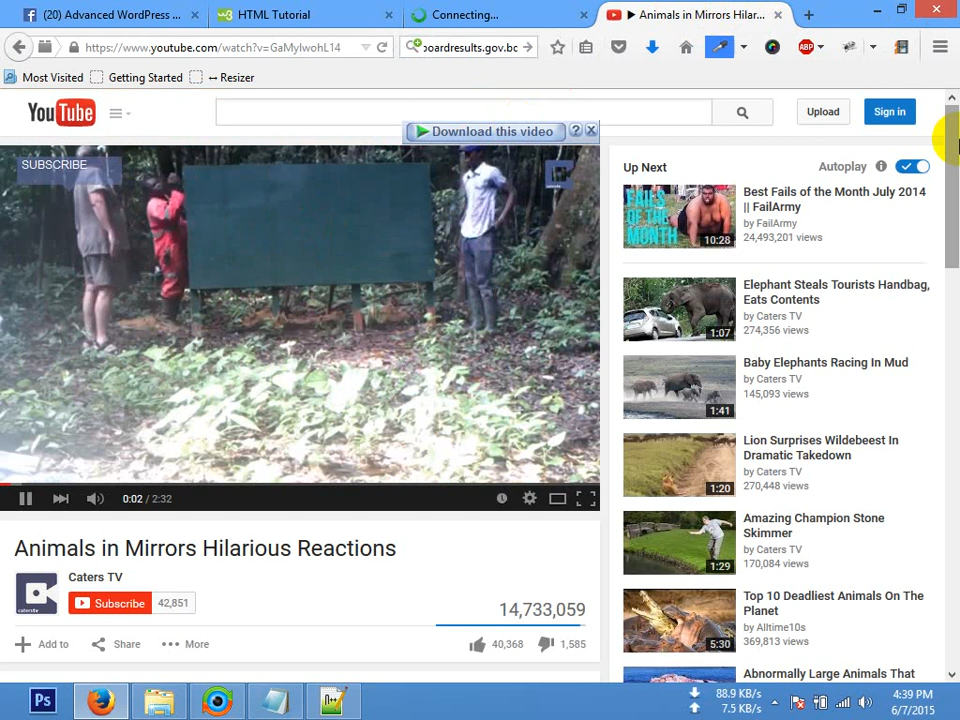 (20) Advanced WordPress ...
HTML Tutorial
Connecting...
▶ Animals in Mirrors Hilar...
https://www.youtube.com/watch?v=GaMyIwohL14
boardresults.gov.bc
ABP
Most Visited
Getting Started
↔ Resizer
YouTube
Upload
Sign in
Download this video
SUBSCRIBE
Up Next
Autoplay
FAILS
OF THE
MONTH
10:28
Best Fails of the Month July 2014
|| FailArmy
by FailArmy
24,493,201 views
1:07
Elephant Steals Tourists Handbag,
Eats Contents
by Caters TV
274,356 views
1:41
Baby Elephants Racing In Mud
by Caters TV
145,093 views
1:20
Lion Surprises Wildebeest In
Dramatic Takedown
by Caters TV
270,448 views
1:29
Amazing Champion Stone
Skimmer
by Caters TV
170,084 views
5:30
Top 10 Deadliest Animals On The
Planet
by Alltime10s
369,813 views
Abnormally Large Animals That
0:02 / 2:32
Animals in Mirrors Hilarious Reactions
Caters TV
Subscribe
42,851
14,733,059
Add to
Share
More
40,368
1,585
Ps
88.9 KB/s
7.5 KB/s
4:39 PM
6/7/2015